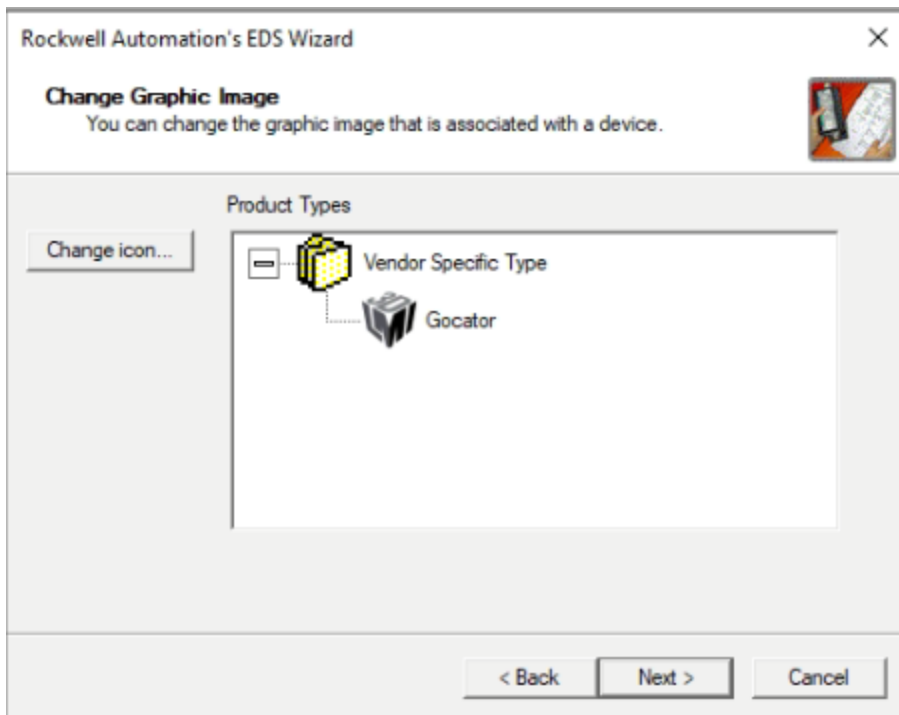 Rockwell Automation's EDS Wizard
Change Graphic Image
You can change the graphic image that is associated with a device.
Product Types
Change icon...
Vendor Specific Type
Gocator
< Back
Next >
Cancel